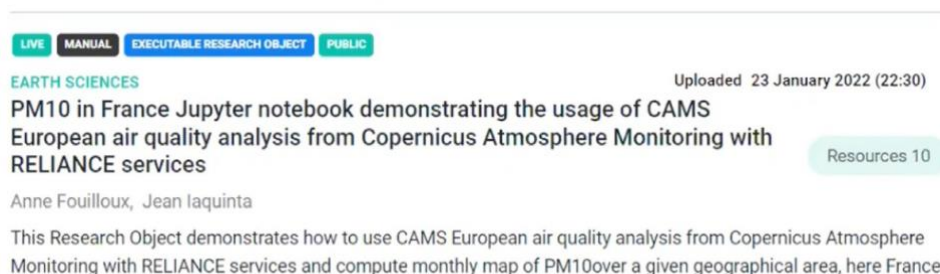 LIVE MANUAL EXECUTABLE RESEARCH OBJECT PUBLIC
EARTH SCIENCES
Uploaded 23 January 2022 (22:30)
PM10 in France Jupyter notebook demonstrating the usage of CAMS
European air quality analysis from Copernicus Atmosphere Monitoring with
RELIANCE services
Resources 10
Anne Fouilloux, Jean Iaquinta
This Research Object demonstrates how to use CAMS European air quality analysis from Copernicus Atmosphere
Monitoring with RELIANCE services and compute monthly map of PM10over a given geographical area, here France